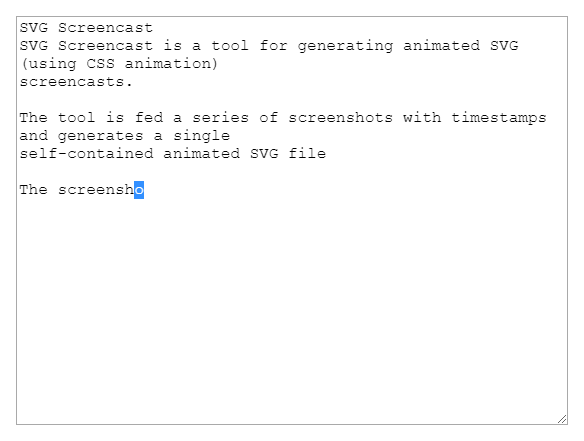 SVG Screencast
SVG Screencast is a tool for generating animated SVG
(using CSS animation)
screencasts.
The tool is fed a series of screenshots with timestamps
and generates a single
self-contained animated SVG file
The screensho